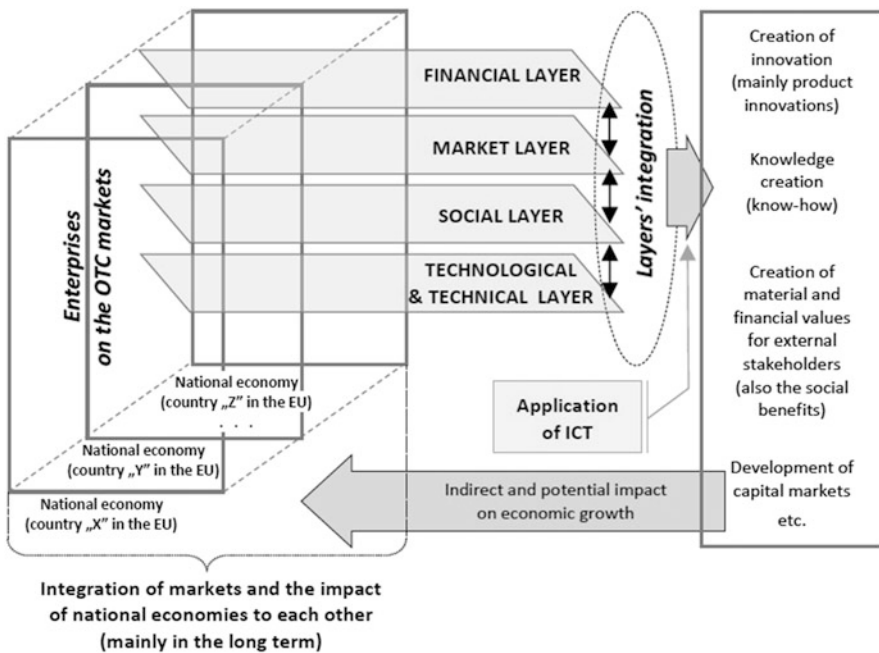 FINANCIAL LAYER
MARKET LAYER
SOCIAL LAYER
TECHNOLOGICAL
& TECHNICAL LAYER
Layers' integration
Enterprises
on the OTC markets
National economy
(country „Z” in the EU)
. . .
National economy
(country „Y” in the EU)
National economy
(country „X” in the EU)
Application
of ICT
Creation of
innovation
(mainly product
innovations)
Knowledge
creation
(know-how)
Creation of
material and
financial values
for external
stakeholders
(also the social
benefits)
Development of
capital markets
etc.
Indirect and potential impact
on economic growth
Integration of markets and the impact
of national economies to each other
(mainly in the long term)